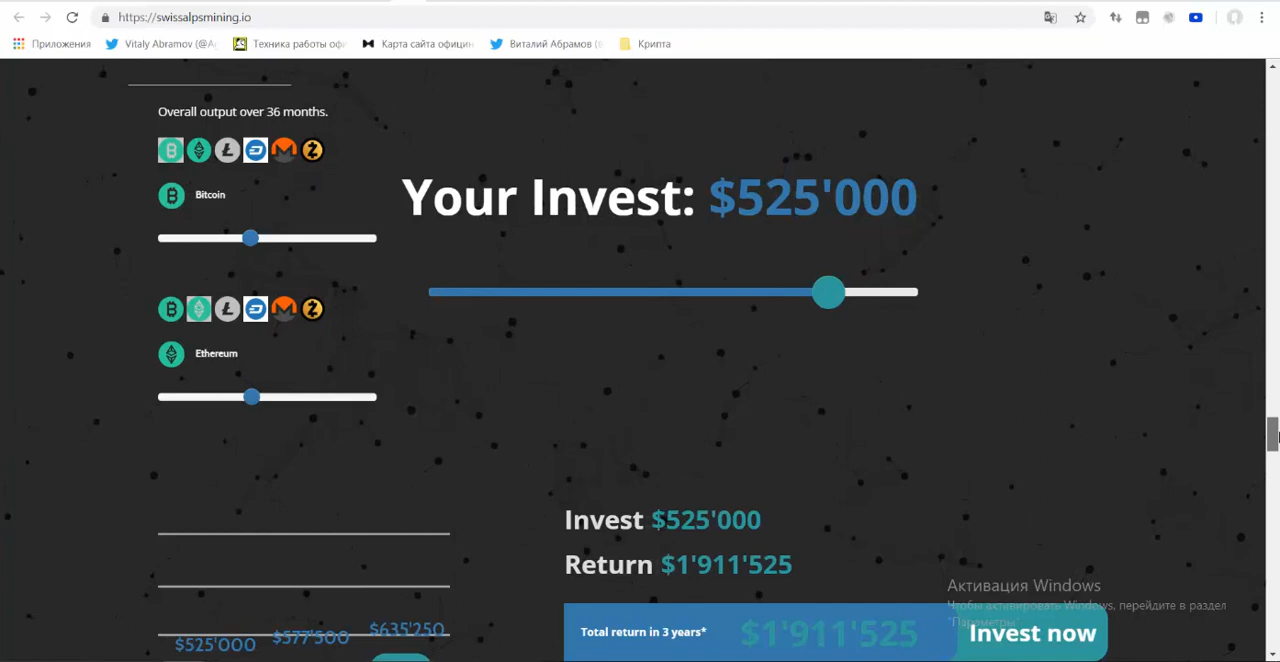 https://swissalpsmining.io
Приложения
Vitaly Abramov (@A
Техника работы оф
Карта сайта официн
Виталий Абрамов (
Крипта
Overall output over 36 months.
Bitcoin
Your Invest: $525'000
Ethereum
Invest $525'000
Return $1'911'525
Total return in 3 years* $1'911'525
Invest now
$525'000
$577'500
$635'250
Активация Windows
Чтобы активировать Windows, перейдите в раздел
"Параметры".